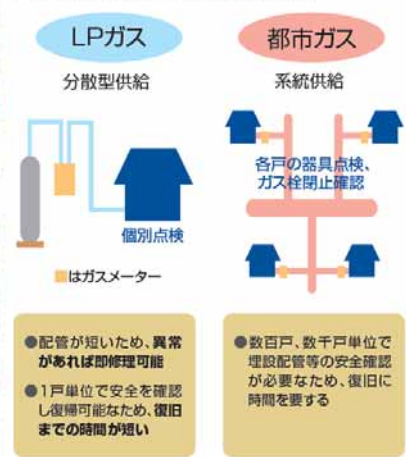 LPガス
分散型供給
個別点検
■はガスメーター
●配管が短いため、異常
があれば即修理可能
●1戸単位で安全を確認
し復帰可能なため、復旧
までの時間が短い
都市ガス
系統供給
各戸の器具点検、
ガス栓閉止確認
●数百戸、数千戸単位で
埋設配管等の安全確認
が必要なため、復旧に
時間を要する